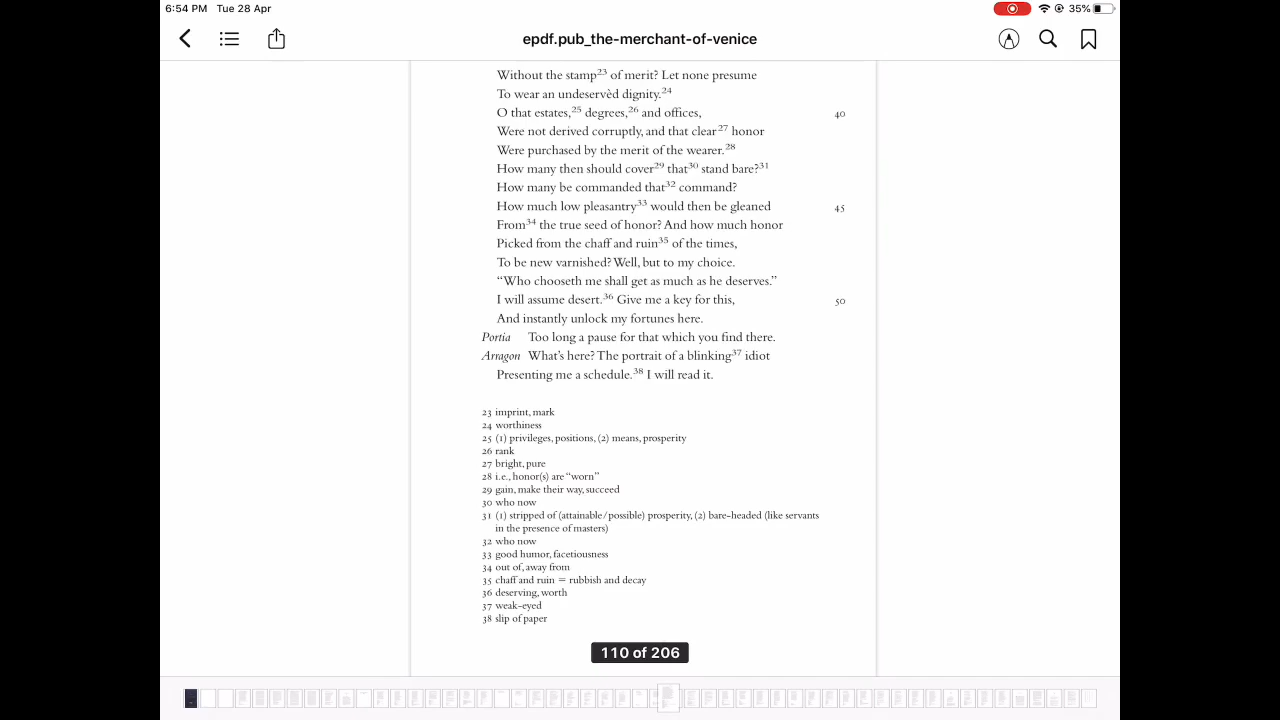 6:54 PM Tue 28 Apr 35%
epdf.pub_the-merchant-of-venice
Without the stamp²³ of merit? Let none presume
To wear an undeservèd dignity.²⁴
O that estates,²⁵ degrees,²⁶ and offices, 40
Were not derived corruptly, and that clear²⁷ honor
Were purchased by the merit of the wearer.²⁸
How many then should cover²⁹ that³⁰ stand bare?³¹
How many be commanded that³² command?
How much low pleasantry³³ would then be gleaned 45
From³⁴ the true seed of honor? And how much honor
Picked from the chaff and ruin³⁵ of the times,
To be new varnished? Well, but to my choice.
“Who chooseth me shall get as much as he deserves.”
I will assume desert.³⁶ Give me a key for this, 50
And instantly unlock my fortunes here.
Portia Too long a pause for that which you find there.
Arragon What’s here? The portrait of a blinking³⁷ idiot
Presenting me a schedule.³⁸ I will read it.
23 imprint, mark
24 worthiness
25 (1) privileges, positions, (2) means, prosperity
26 rank
27 bright, pure
28 i.e., honor(s) are “worn”
29 gain, make their way, succeed
30 who now
31 (1) stripped of (attainable/possible) prosperity, (2) bare-headed (like servants
in the presence of masters)
32 who now
33 good humor, facetiousness
34 out of, away from
35 chaff and ruin = rubbish and decay
36 deserving, worth
37 weak-eyed
38 slip of paper
110 of 206